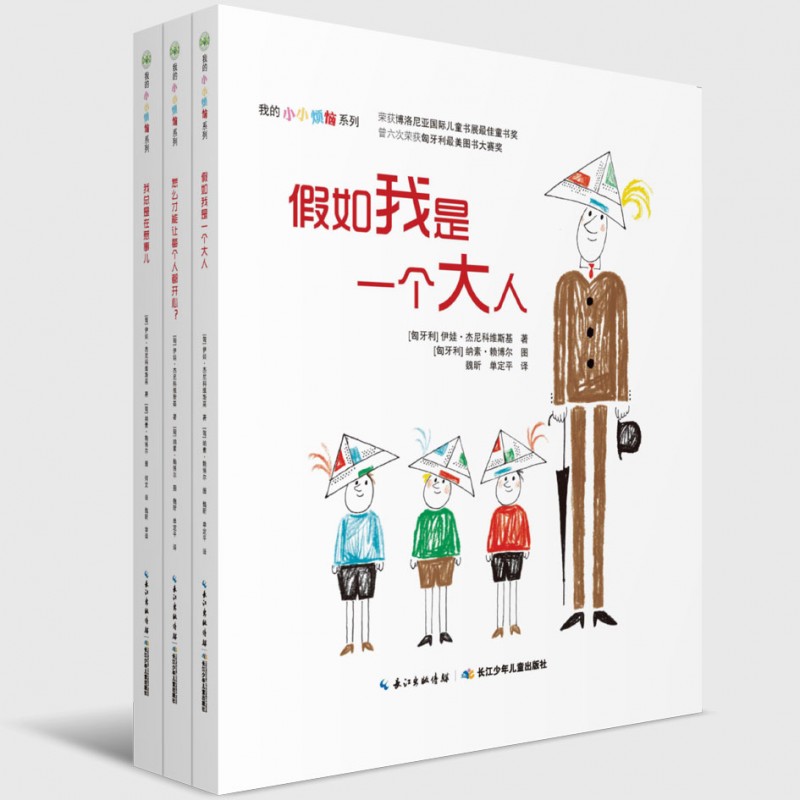 我的小小烦恼系列
我总是在惹事儿
我的小小烦恼系列
怎么才能让每个人都开心？
我的小小烦恼系列
假如我是一个大人
我的小小烦恼系列
荣获博洛尼亚国际儿童书展最佳童书奖
曾六次荣获匈牙利最美图书大赛奖
假如我是
一个大人
[匈牙利] 伊娃·杰尼科维斯基 著
[匈牙利] 纳素·赖博尔 图
魏昕 单定平 译
长江出版传媒
长江少年儿童出版社